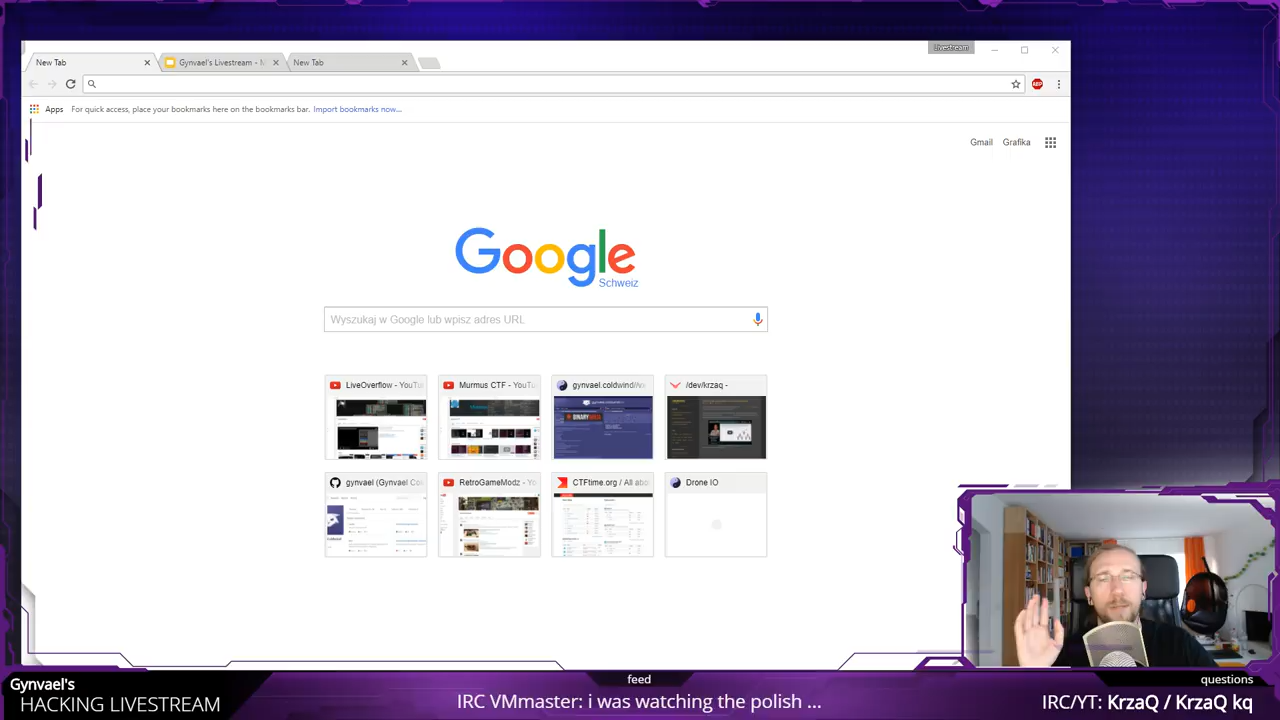 Livestream
New Tab
Gynvael's Livestream - M
New Tab
ABP
Apps
For quick access, place your bookmarks here on the bookmarks bar. Import bookmarks now...
Gmail
Grafika
Google
Schweiz
Wyszukaj w Google lub wpisz adres URL
LiveOverflow - YouTu
Murmus CTF - YouTu
gynvael.coldwind//w
/dev/krzaq -
BINARY
gynvael (Gynvael Col
RetroGameModz - Yo
CTFtime.org / All abo
Drone IO
Gynvael's
HACKING LIVESTREAM
feed
IRC VMmaster: i was watching the polish ...
questions
IRC/YT: KrzaQ / KrzaQ kq